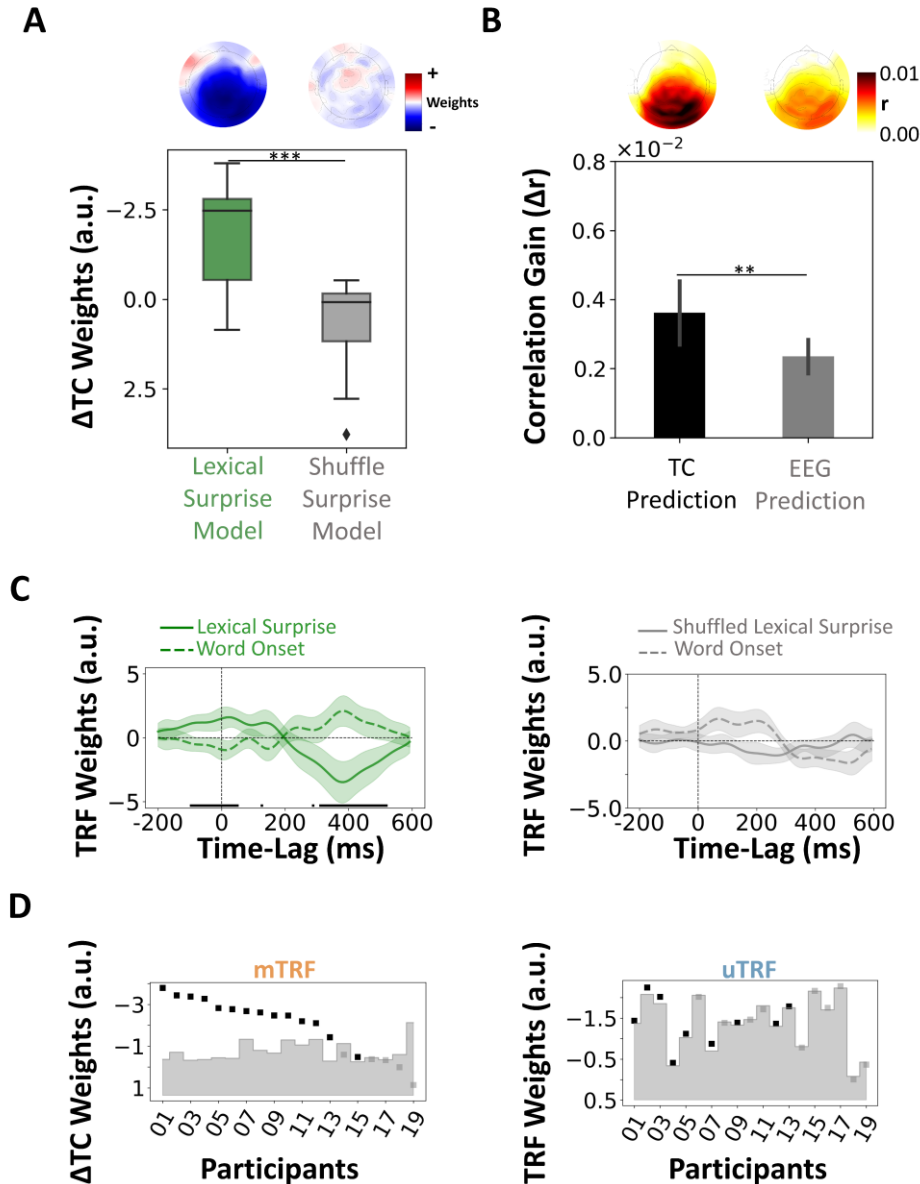 A
+
Weights
-
***
ΔTC Weights (a.u.)
−2.5
0.0
2.5
Lexical
Surprise
Model
Shuffle
Surprise
Model
B
0.01
r
0.00
×10⁻²
**
Correlation Gain (Δr)
0.8
0.6
0.4
0.2
0.0
TC
Prediction
EEG
Prediction
C
Lexical Surprise
Word Onset
TRF Weights (a.u.)
5
0
−5
-200
0
200
400
600
Time-Lag (ms)
Shuffled Lexical Surprise
Word Onset
TRF Weights (a.u.)
5.0
0.0
−5.0
-200
0
200
400
600
Time-Lag (ms)
D
mTRF
ΔTC Weights (a.u.)
−3
−1
1
01
03
05
07
09
11
13
15
17
19
Participants
uTRF
TRF Weights (a.u.)
−1.5
−0.5
0.5
01
03
05
07
09
11
13
15
17
19
Participants